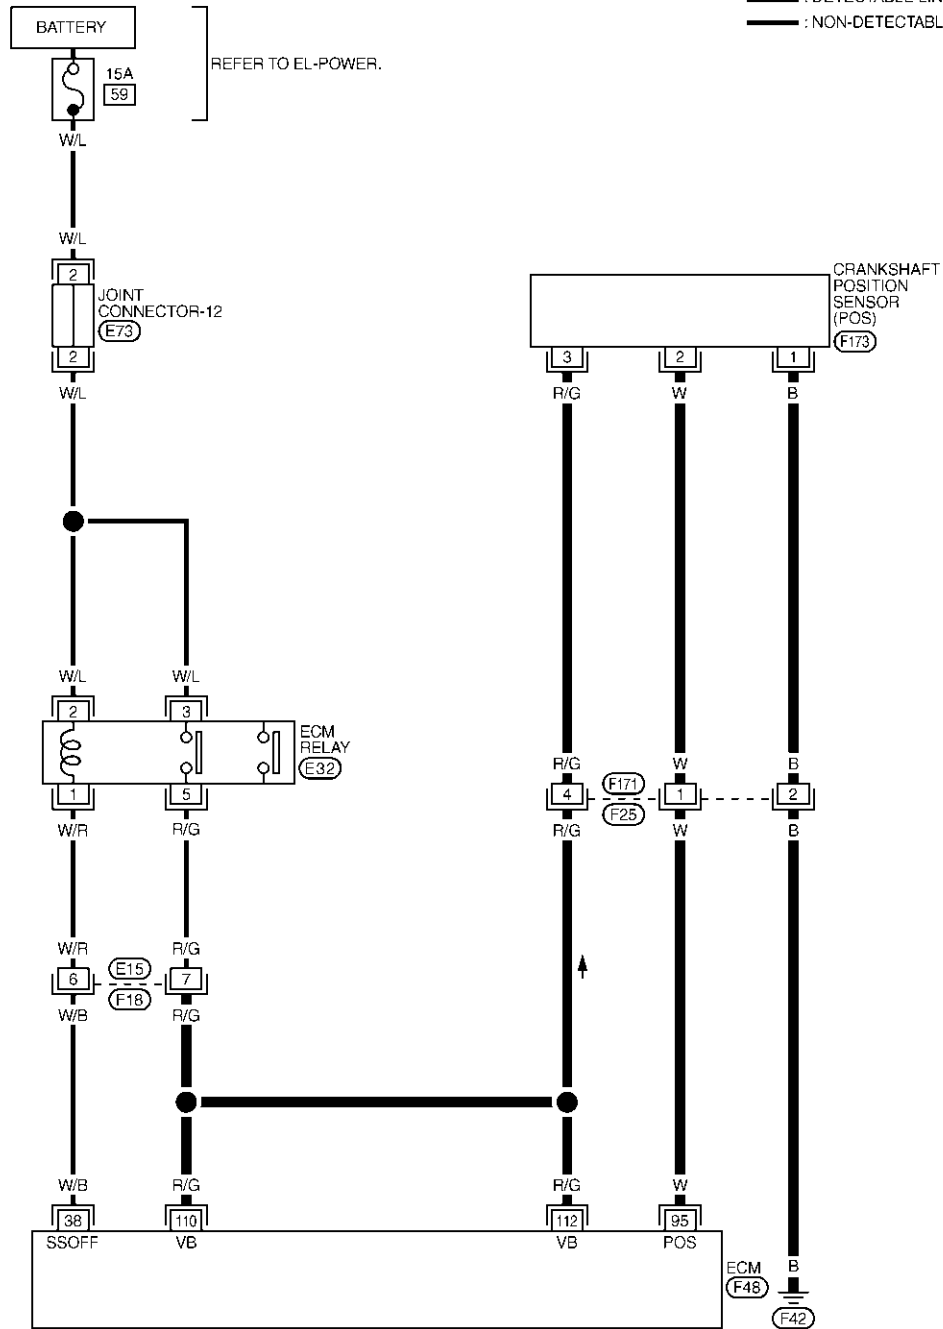 : DETECTABLE LIN
: NON-DETECTABL
BATTERY
REFER TO EL-POWER.
15A
59
W/L
W/L
2
JOINT
CONNECTOR-12
E73
2
W/L
CRANKSHAFT
POSITION
SENSOR
(POS)
F173
3 2 1
R/G W B
W/L W/L
2 3
ECM
RELAY
E32
1 5
W/R R/G
R/G W B
4 F171 1 2
F25
R/G W B
W/R R/G
6 E15 7
F18
W/B R/G
W/B R/G R/G W
38 110 112 95
SSOFF VB VB POS
ECM
F48
B
F42